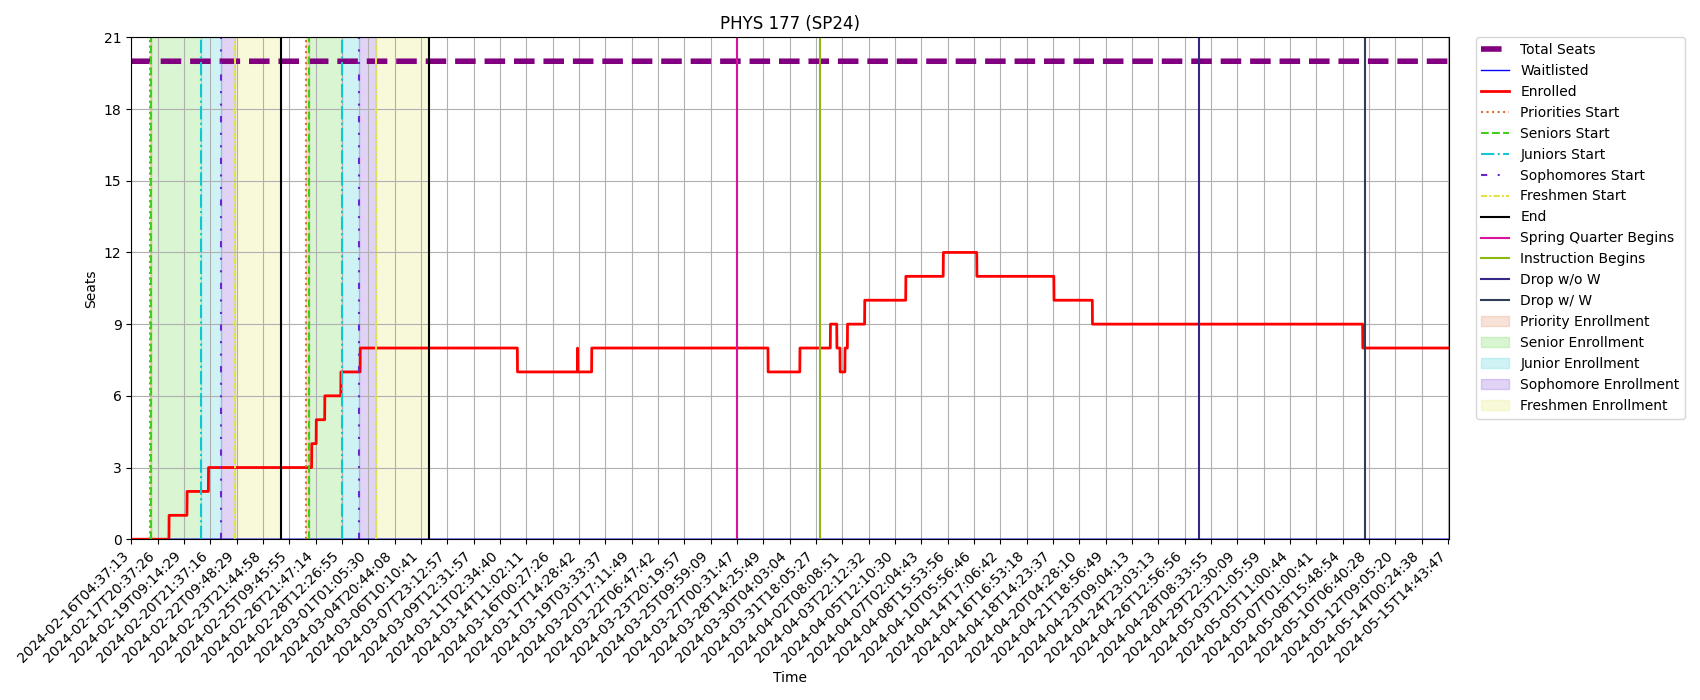 PHYS 177 (SP24)
Seats
21
18
15
12
9
6
3
0
2024-02-16T04:37:13
2024-02-17T20:37:26
2024-02-19T09:14:29
2024-02-20T21:37:16
2024-02-22T09:48:29
2024-02-23T21:44:58
2024-02-25T09:45:55
2024-02-26T21:47:14
2024-02-28T12:26:55
2024-03-01T01:05:30
2024-03-04T20:44:08
2024-03-06T10:10:41
2024-03-07T23:12:57
2024-03-09T12:31:57
2024-03-11T02:34:40
2024-03-14T11:02:11
2024-03-16T00:27:26
2024-03-17T14:28:42
2024-03-19T03:33:37
2024-03-20T17:11:49
2024-03-22T06:47:42
2024-03-23T20:19:57
2024-03-25T09:59:09
2024-03-27T00:31:47
2024-03-28T14:25:49
2024-03-30T04:03:04
2024-03-31T18:05:27
2024-04-02T08:08:51
2024-04-03T22:12:32
2024-04-05T12:10:30
2024-04-07T02:04:43
2024-04-08T15:53:56
2024-04-10T05:56:46
2024-04-14T17:06:42
2024-04-16T16:53:18
2024-04-18T14:23:37
2024-04-20T04:28:10
2024-04-21T18:56:49
2024-04-23T09:04:13
2024-04-24T23:03:13
2024-04-26T12:56:56
2024-04-28T08:33:55
2024-04-29T22:30:09
2024-05-03T21:05:59
2024-05-05T11:00:44
2024-05-07T01:00:41
2024-05-08T15:48:54
2024-05-10T06:40:28
2024-05-12T09:05:20
2024-05-14T00:24:38
2024-05-15T14:43:47
Time
Total Seats
Waitlisted
Enrolled
Priorities Start
Seniors Start
Juniors Start
Sophomores Start
Freshmen Start
End
Spring Quarter Begins
Instruction Begins
Drop w/o W
Drop w/ W
Priority Enrollment
Senior Enrollment
Junior Enrollment
Sophomore Enrollment
Freshmen Enrollment